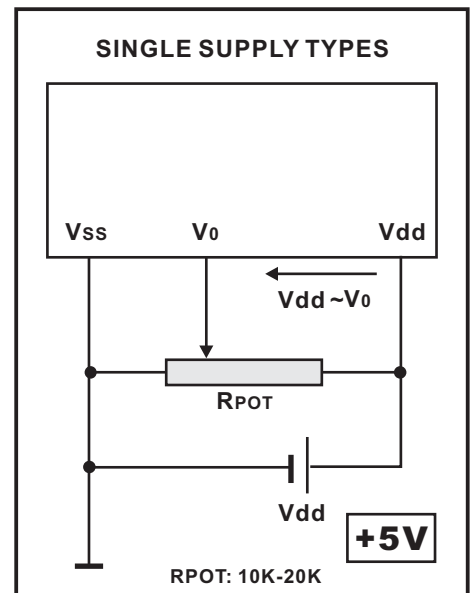 SINGLE SUPPLY TYPES
Vss V0 Vdd
Vdd ~V0
RPOT
Vdd
+5V
RPOT: 10K-20K